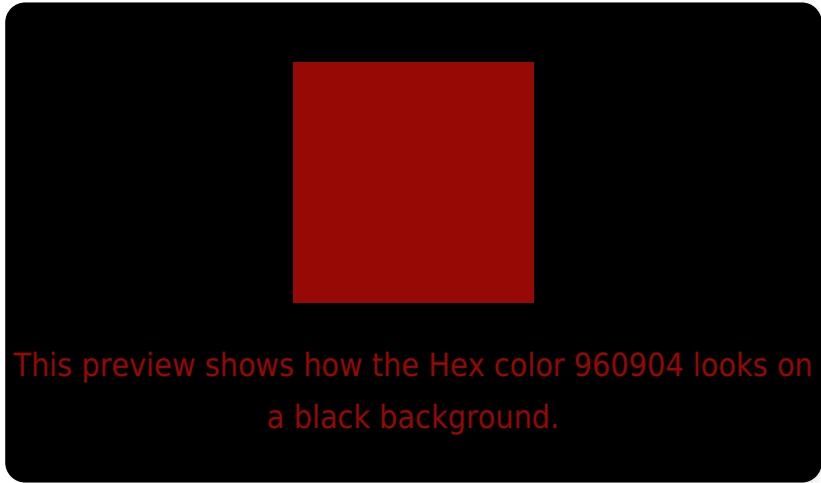 This preview shows how the Hex color 960904 looks on
a black background.